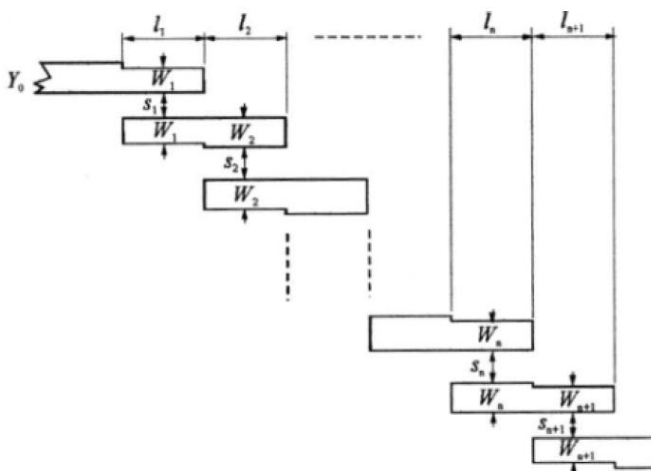 l₁ l₂ lₙ lₙ₊₁
W₁
Y₀
s₁
W₁ W₂
s₂
W₂
Wₙ
sₙ
Wₙ Wₙ₊₁
sₙ₊₁
Wₙ₊₁